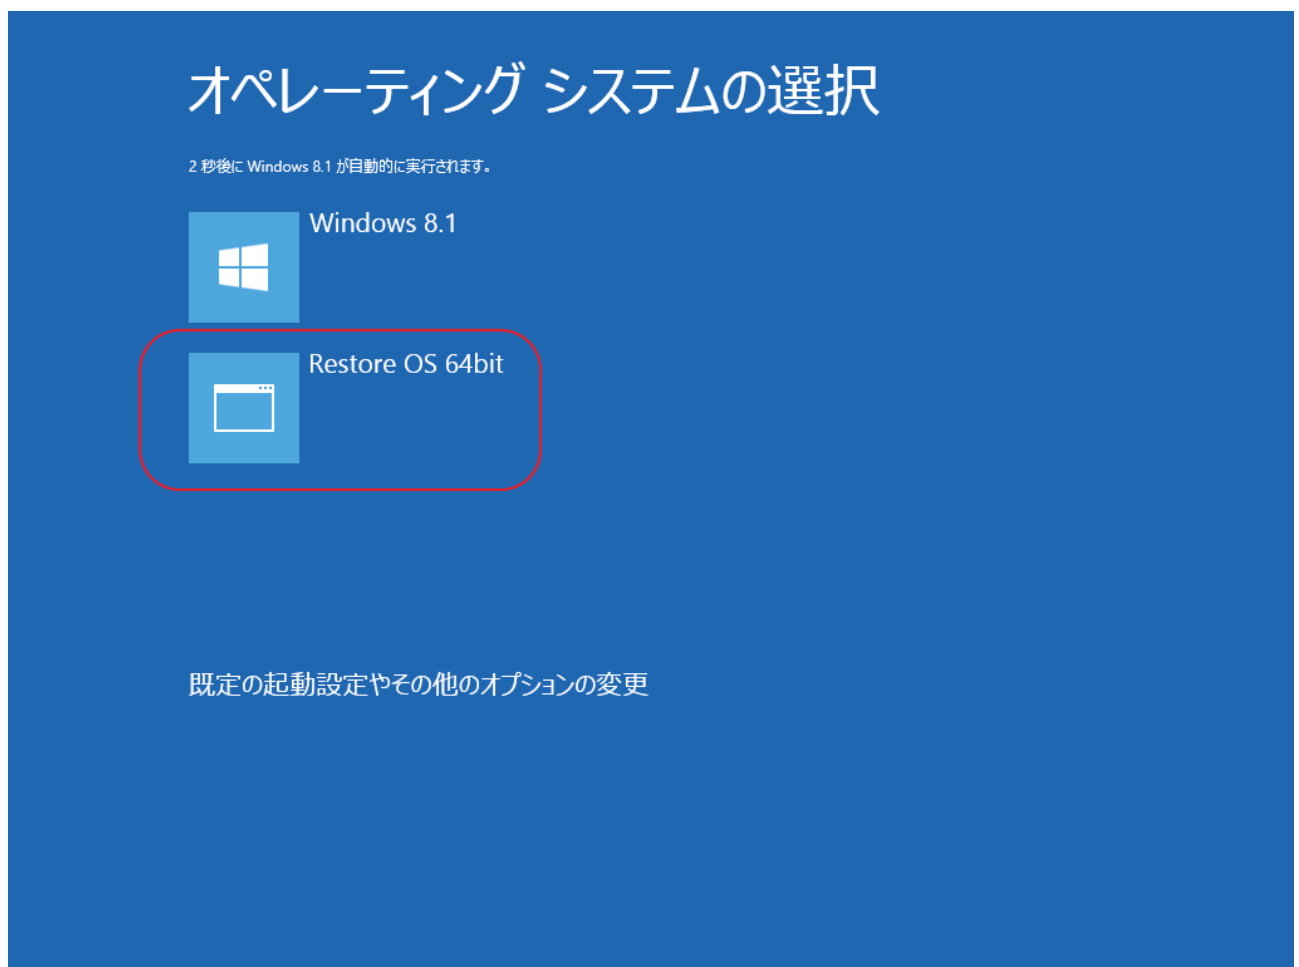 オペレーティング システムの選択
2 秒後に Windows 8.1 が自動的に実行されます。
Windows 8.1
Restore OS 64bit
既定の起動設定やその他のオプションの変更